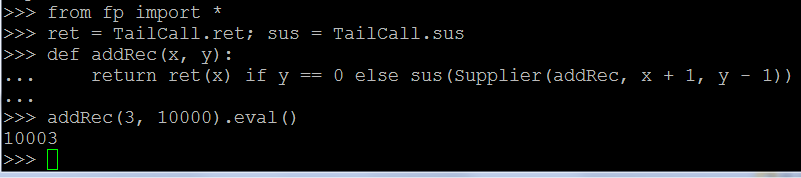 >>> from fp import *
>>> ret = TailCall.ret; sus = TailCall.sus
>>> def addRec(x, y):
...     return ret(x) if y == 0 else sus(Supplier(addRec, x + 1, y - 1))
...
>>> addRec(3, 10000).eval()
10003
>>>